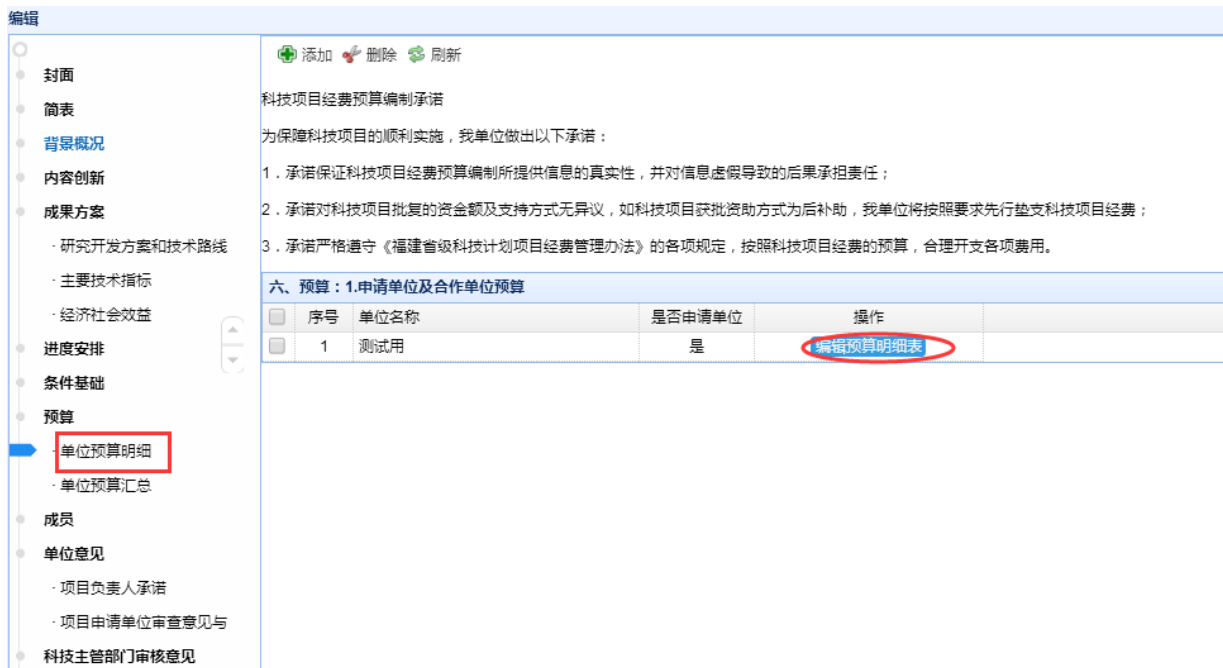 编辑
封面
简表
背景概况
内容创新
成果方案
· 研究开发方案和技术路线
· 主要技术指标
· 经济社会效益
进度安排
条件基础
预算
· 单位预算明细
· 单位预算汇总
成员
单位意见
· 项目负责人承诺
· 项目申请单位审查意见与
科技主管部门审核意见
添加 删除 刷新
科技项目经费预算编制承诺
为保障科技项目的顺利实施，我单位做出以下承诺：
1．承诺保证科技项目经费预算编制所提供信息的真实性，并对信息虚假导致的后果承担责任；
2．承诺对科技项目批复的资金额及支持方式无异议，如科技项目获批资助方式为后补助，我单位将按照要求先行垫支科技项目经费；
3．承诺严格遵守《福建省级科技计划项目经费管理办法》的各项规定，按照科技项目经费的预算，合理开支各项费用。
六、预算：1.申请单位及合作单位预算
序号 单位名称 是否申请单位 操作
1 测试用 是 编辑预算明细表